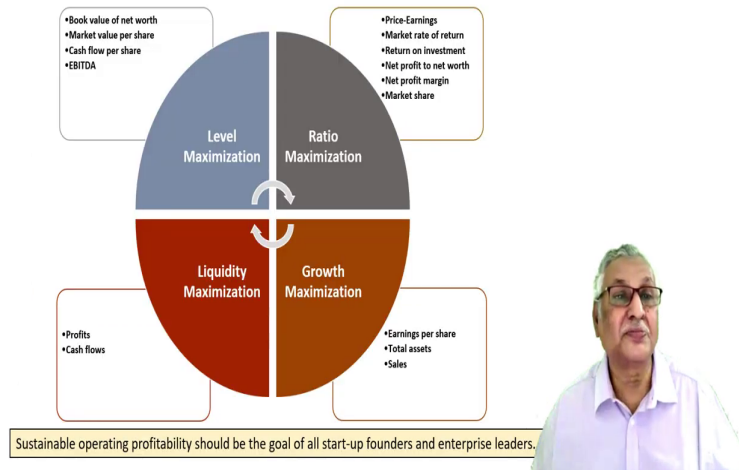 •Book value of net worth
•Market value per share
•Cash flow per share
•EBITDA
•Price-Earnings
•Market rate of return
•Return on investment
•Net profit to net worth
•Net profit margin
•Market share
Level
Maximization
Ratio
Maximization
Liquidity
Maximization
Growth
Maximization
•Profits
•Cash flows
•Earnings per share
•Total assets
•Sales
Sustainable operating profitability should be the goal of all start-up founders and enterprise leaders.